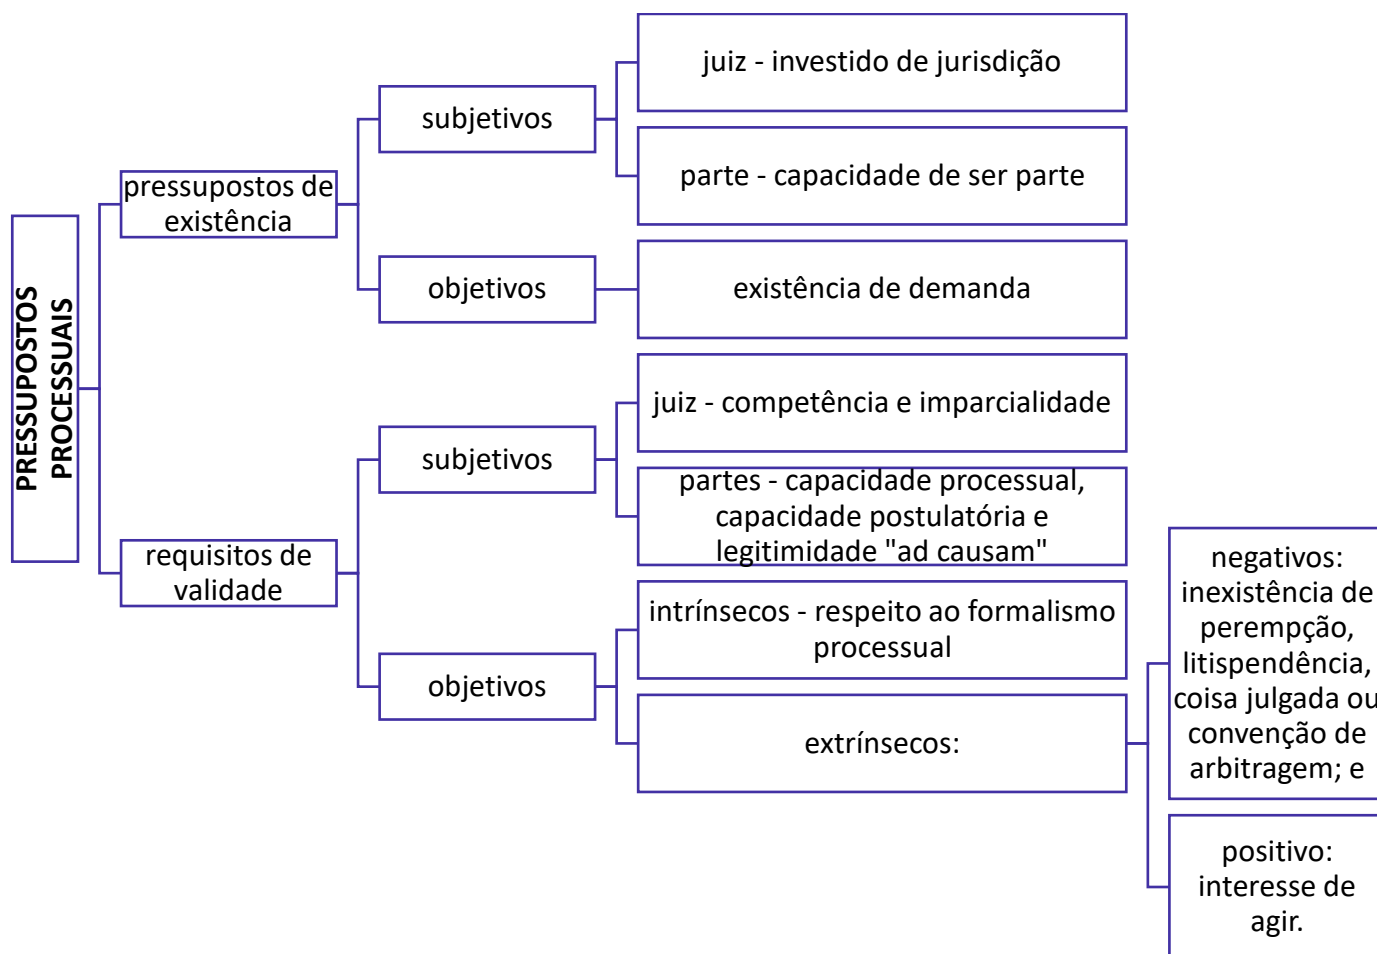 PRESSUPOSTOS
PROCESSUAIS
pressupostos de
existência
subjetivos
juiz - investido de jurisdição
parte - capacidade de ser parte
objetivos
existência de demanda
requisitos de
validade
subjetivos
juiz - competência e imparcialidade
partes - capacidade processual,
capacidade postulatória e
legitimidade "ad causam"
objetivos
intrínsecos - respeito ao formalismo
processual
extrínsecos:
negativos:
inexistência de
perempção,
litispendência,
coisa julgada ou
convenção de
arbitragem; e
positivo:
interesse de
agir.